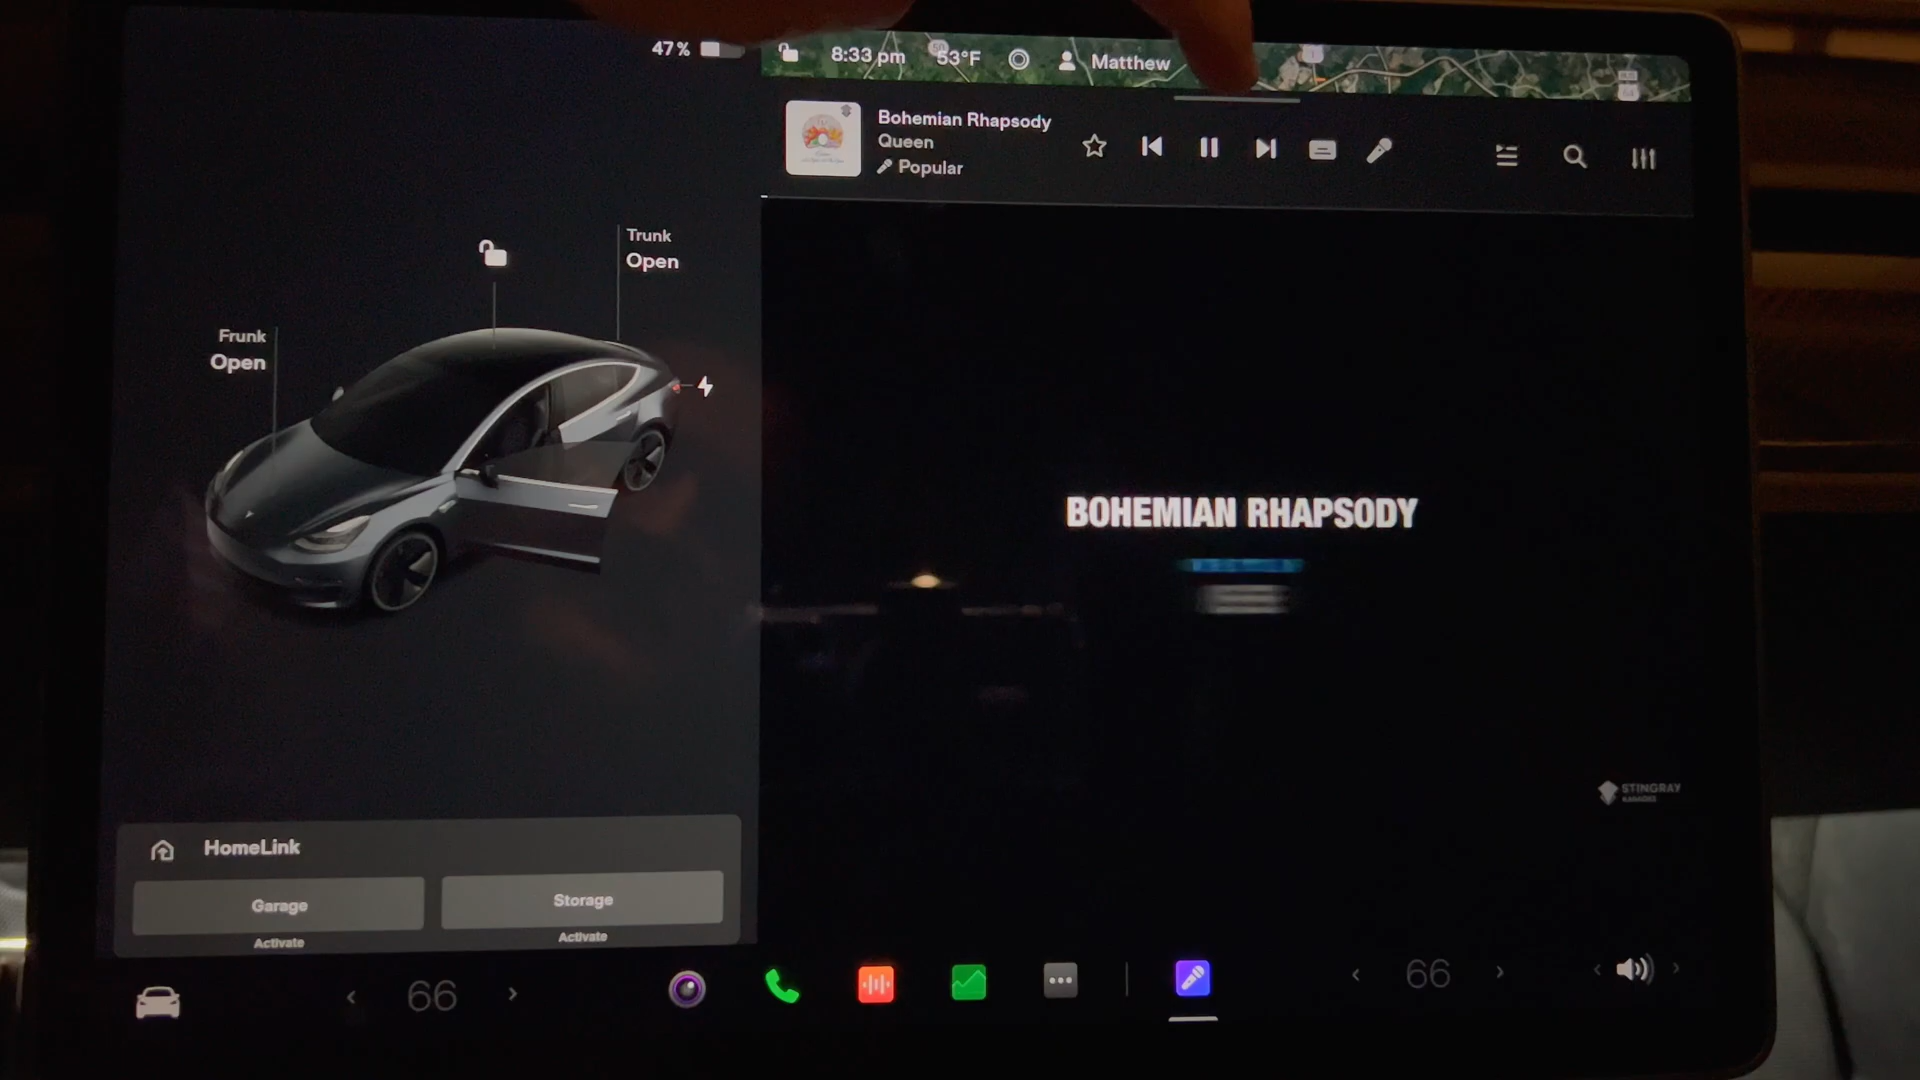 47%
8:33 pm
53°F
Matthew
Bohemian Rhapsody
Queen
Popular
Trunk
Open
Frunk
Open
BOHEMIAN RHAPSODY
STINGRAY
KARAOKE
HomeLink
Garage
Storage
Activate
Activate
66
66